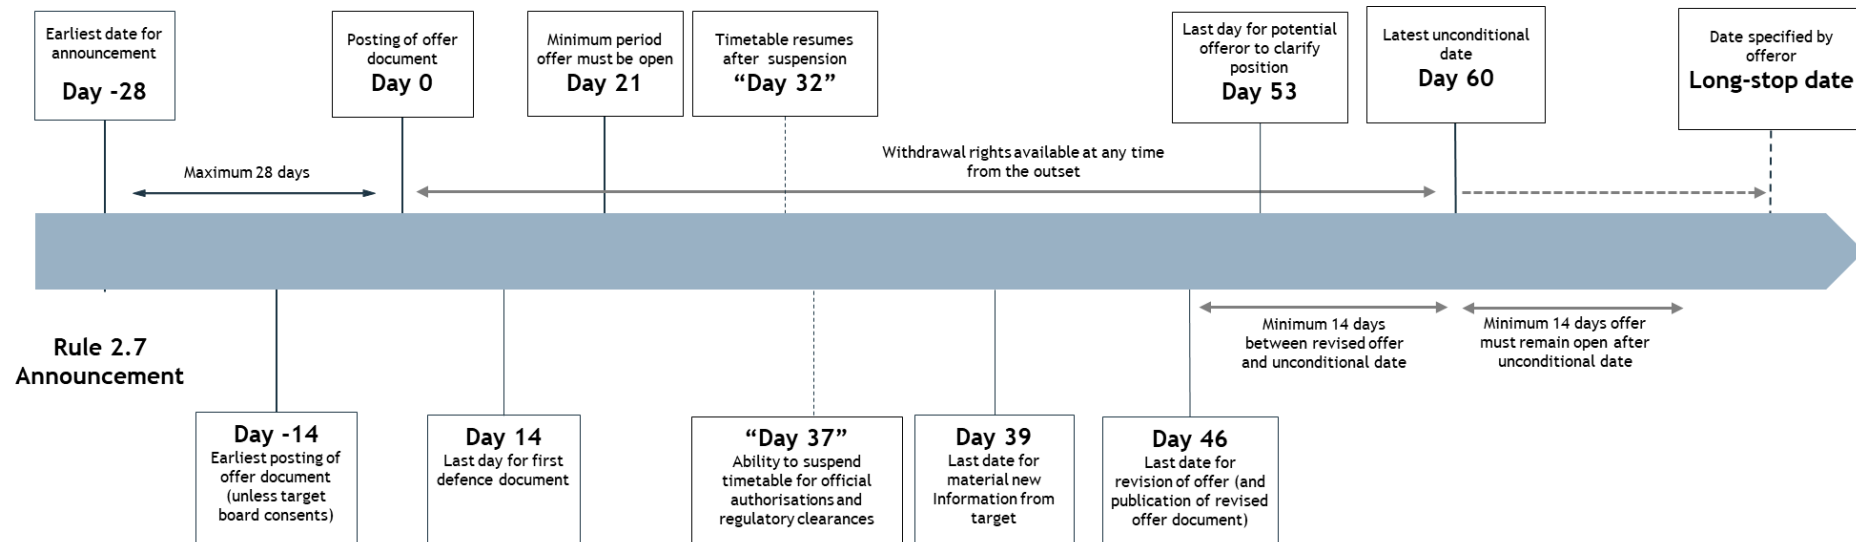 Earliest date for
announcement
Day -28
Posting of offer
document
Day 0
Minimum period
offer must be open
Day 21
Timetable resumes
after suspension
“Day 32”
Last day for potential
offeror to clarify
position
Day 53
Latest unconditional
date
Day 60
Date specified by
offeror
Long-stop date
Maximum 28 days
Withdrawal rights available at any time
from the outset
Rule 2.7
Announcement
Minimum 14 days
between revised offer
and unconditional date
Minimum 14 days offer
must remain open after
unconditional date
Day -14
Earliest posting of
offer document
(unless target
board consents)
Day 14
Last day for first
defence document
“Day 37”
Ability to suspend
timetable for official
authorisations and
regulatory clearances
Day 39
Last date for
material new
Information from
target
Day 46
Last date for
revision of offer (and
publication of revised
offer document)